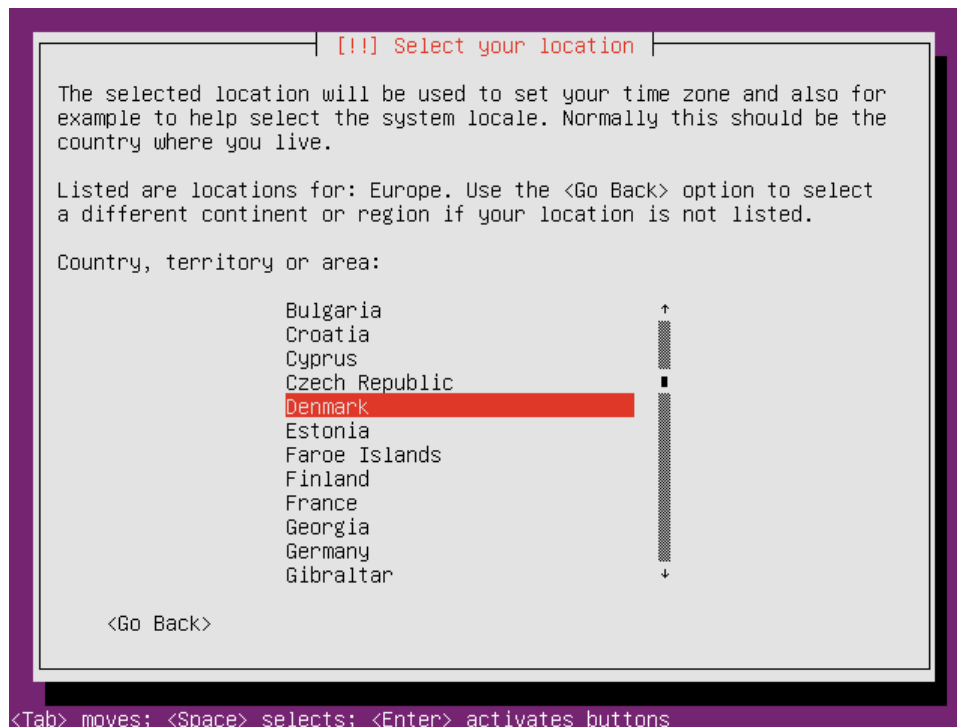 [!!] Select your location
The selected location will be used to set your time zone and also for
example to help select the system locale. Normally this should be the
country where you live.
Listed are locations for: Europe. Use the <Go Back> option to select
a different continent or region if your location is not listed.
Country, territory or area:
Bulgaria
Croatia
Cyprus
Czech Republic
Denmark
Estonia
Faroe Islands
Finland
France
Georgia
Germany
Gibraltar
<Go Back>
<Tab> moves; <Space> selects; <Enter> activates buttons